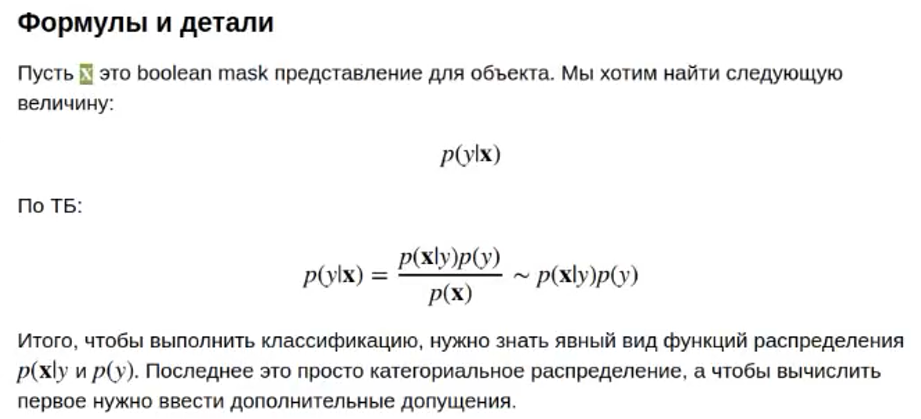 Формулы и детали
Пусть x это boolean mask представление для объекта. Мы хотим найти следующую
величину:
p(y|x)
По ТБ:
p(y|x) = p(x|y)p(y) / p(x) ~ p(x|y)p(y)
Итого, чтобы выполнить классификацию, нужно знать явный вид функций распределения
p(x|y и p(y). Последнее это просто категориальное распределение, а чтобы вычислить
первое нужно ввести дополнительные допущения.